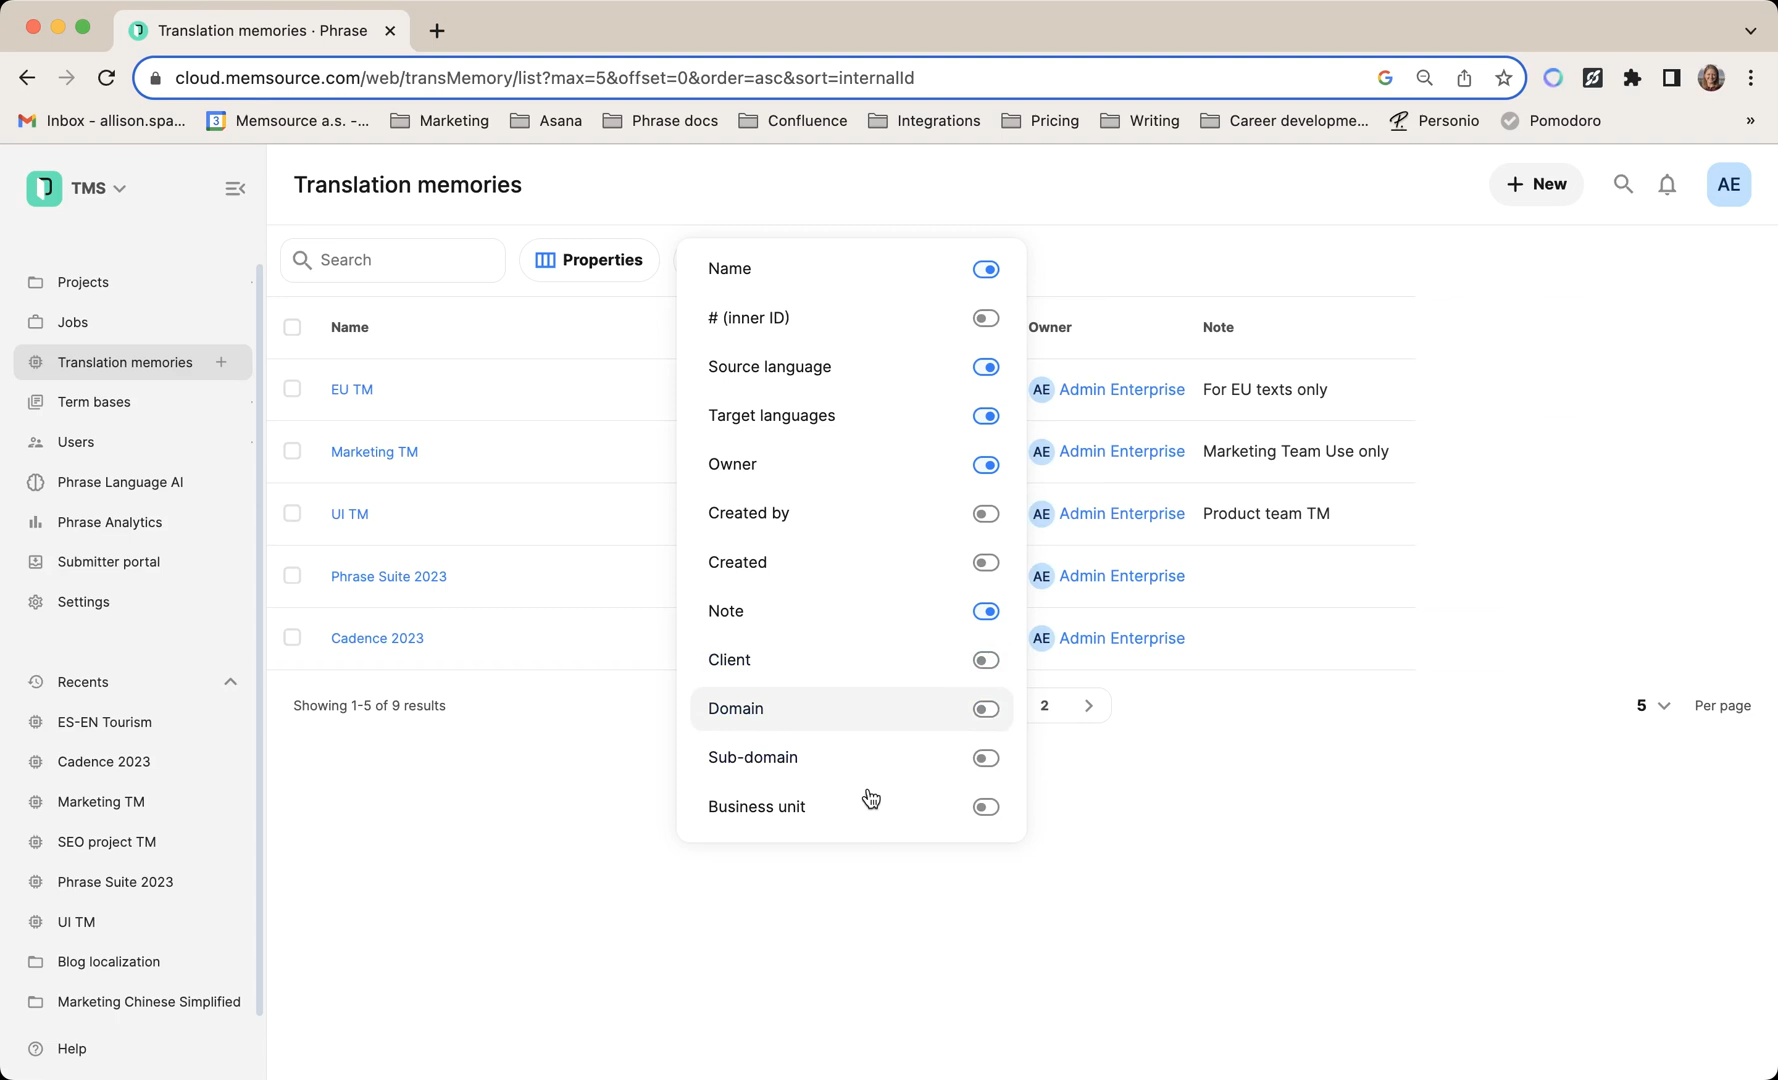 Translation memories · Phrase
cloud.memsource.com/web/transMemory/list?max=5&offset=0&order=asc&sort=internalId
Inbox - allison.spa...
3
Memsource a.s. -...
Marketing
Asana
Phrase docs
Confluence
Integrations
Pricing
Writing
Career developme...
Personio
Pomodoro
»
TMS
Translation memories
+ New
AE
Search
Properties
Projects
Jobs
Translation memories
Term bases
Users
Phrase Language AI
Phrase Analytics
Submitter portal
Settings
Recents
ES-EN Tourism
Cadence 2023
Marketing TM
SEO project TM
Phrase Suite 2023
UI TM
Blog localization
Marketing Chinese Simplified
Help
Name Owner Note
EU TM AE Admin Enterprise For EU texts only
Marketing TM AE Admin Enterprise Marketing Team Use only
UI TM AE Admin Enterprise Product team TM
Phrase Suite 2023 AE Admin Enterprise
Cadence 2023 AE Admin Enterprise
Showing 1-5 of 9 results 2 5 Per page
Name
# (inner ID)
Source language
Target languages
Owner
Created by
Created
Note
Client
Domain
Sub-domain
Business unit